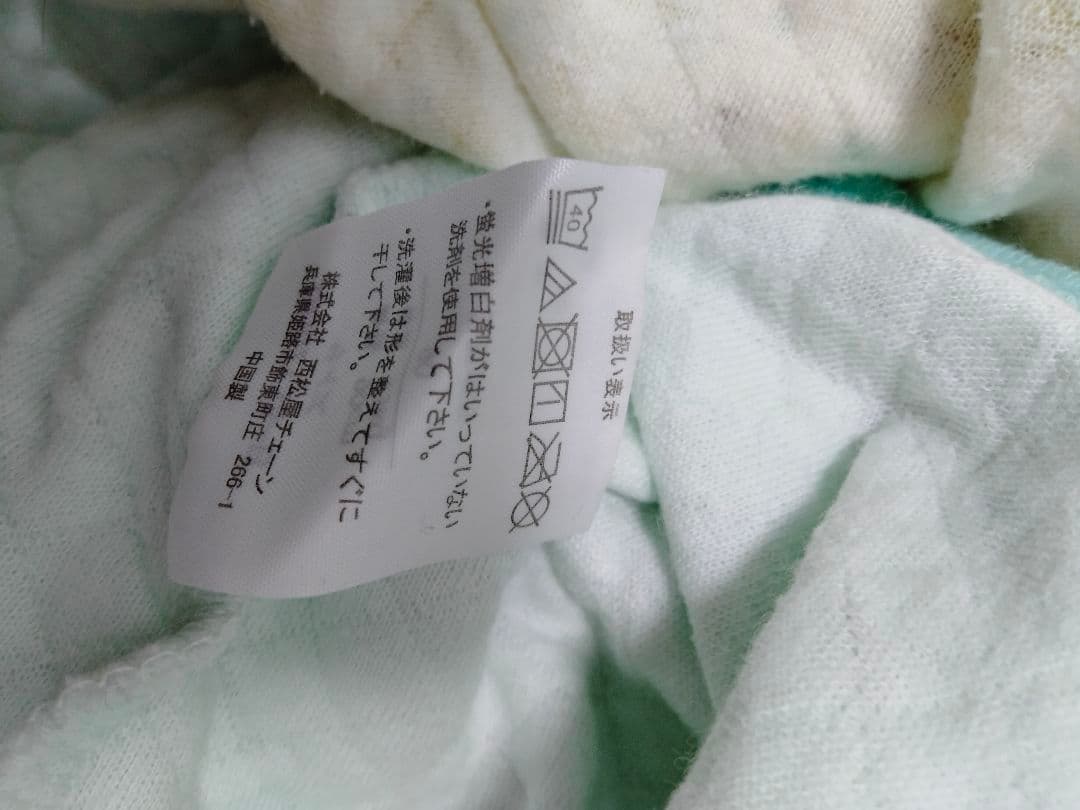 取扱い表示
40
・蛍光増白剤がはいっていない
洗剤を使用して下さい。
・洗濯後は形を整えてすぐに
干して下さい。
株式会社 西松屋チェーン
兵庫県姫路市飾東町庄 266-1
中国製